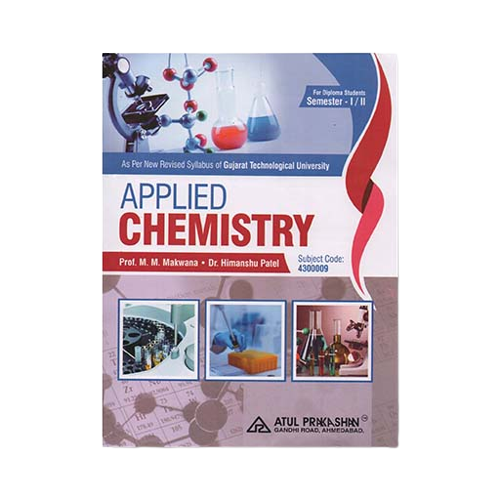 For Diploma Students
Semester - I / II
As Per New Revised Syllabus of Gujarat Technological University
APPLIED
CHEMISTRY
Prof. M. M. Makwana • Dr. Himanshu Patel
Subject Code:
4300009
ATUL PRAKASHAN
GANDHI ROAD, AHMEDABAD.